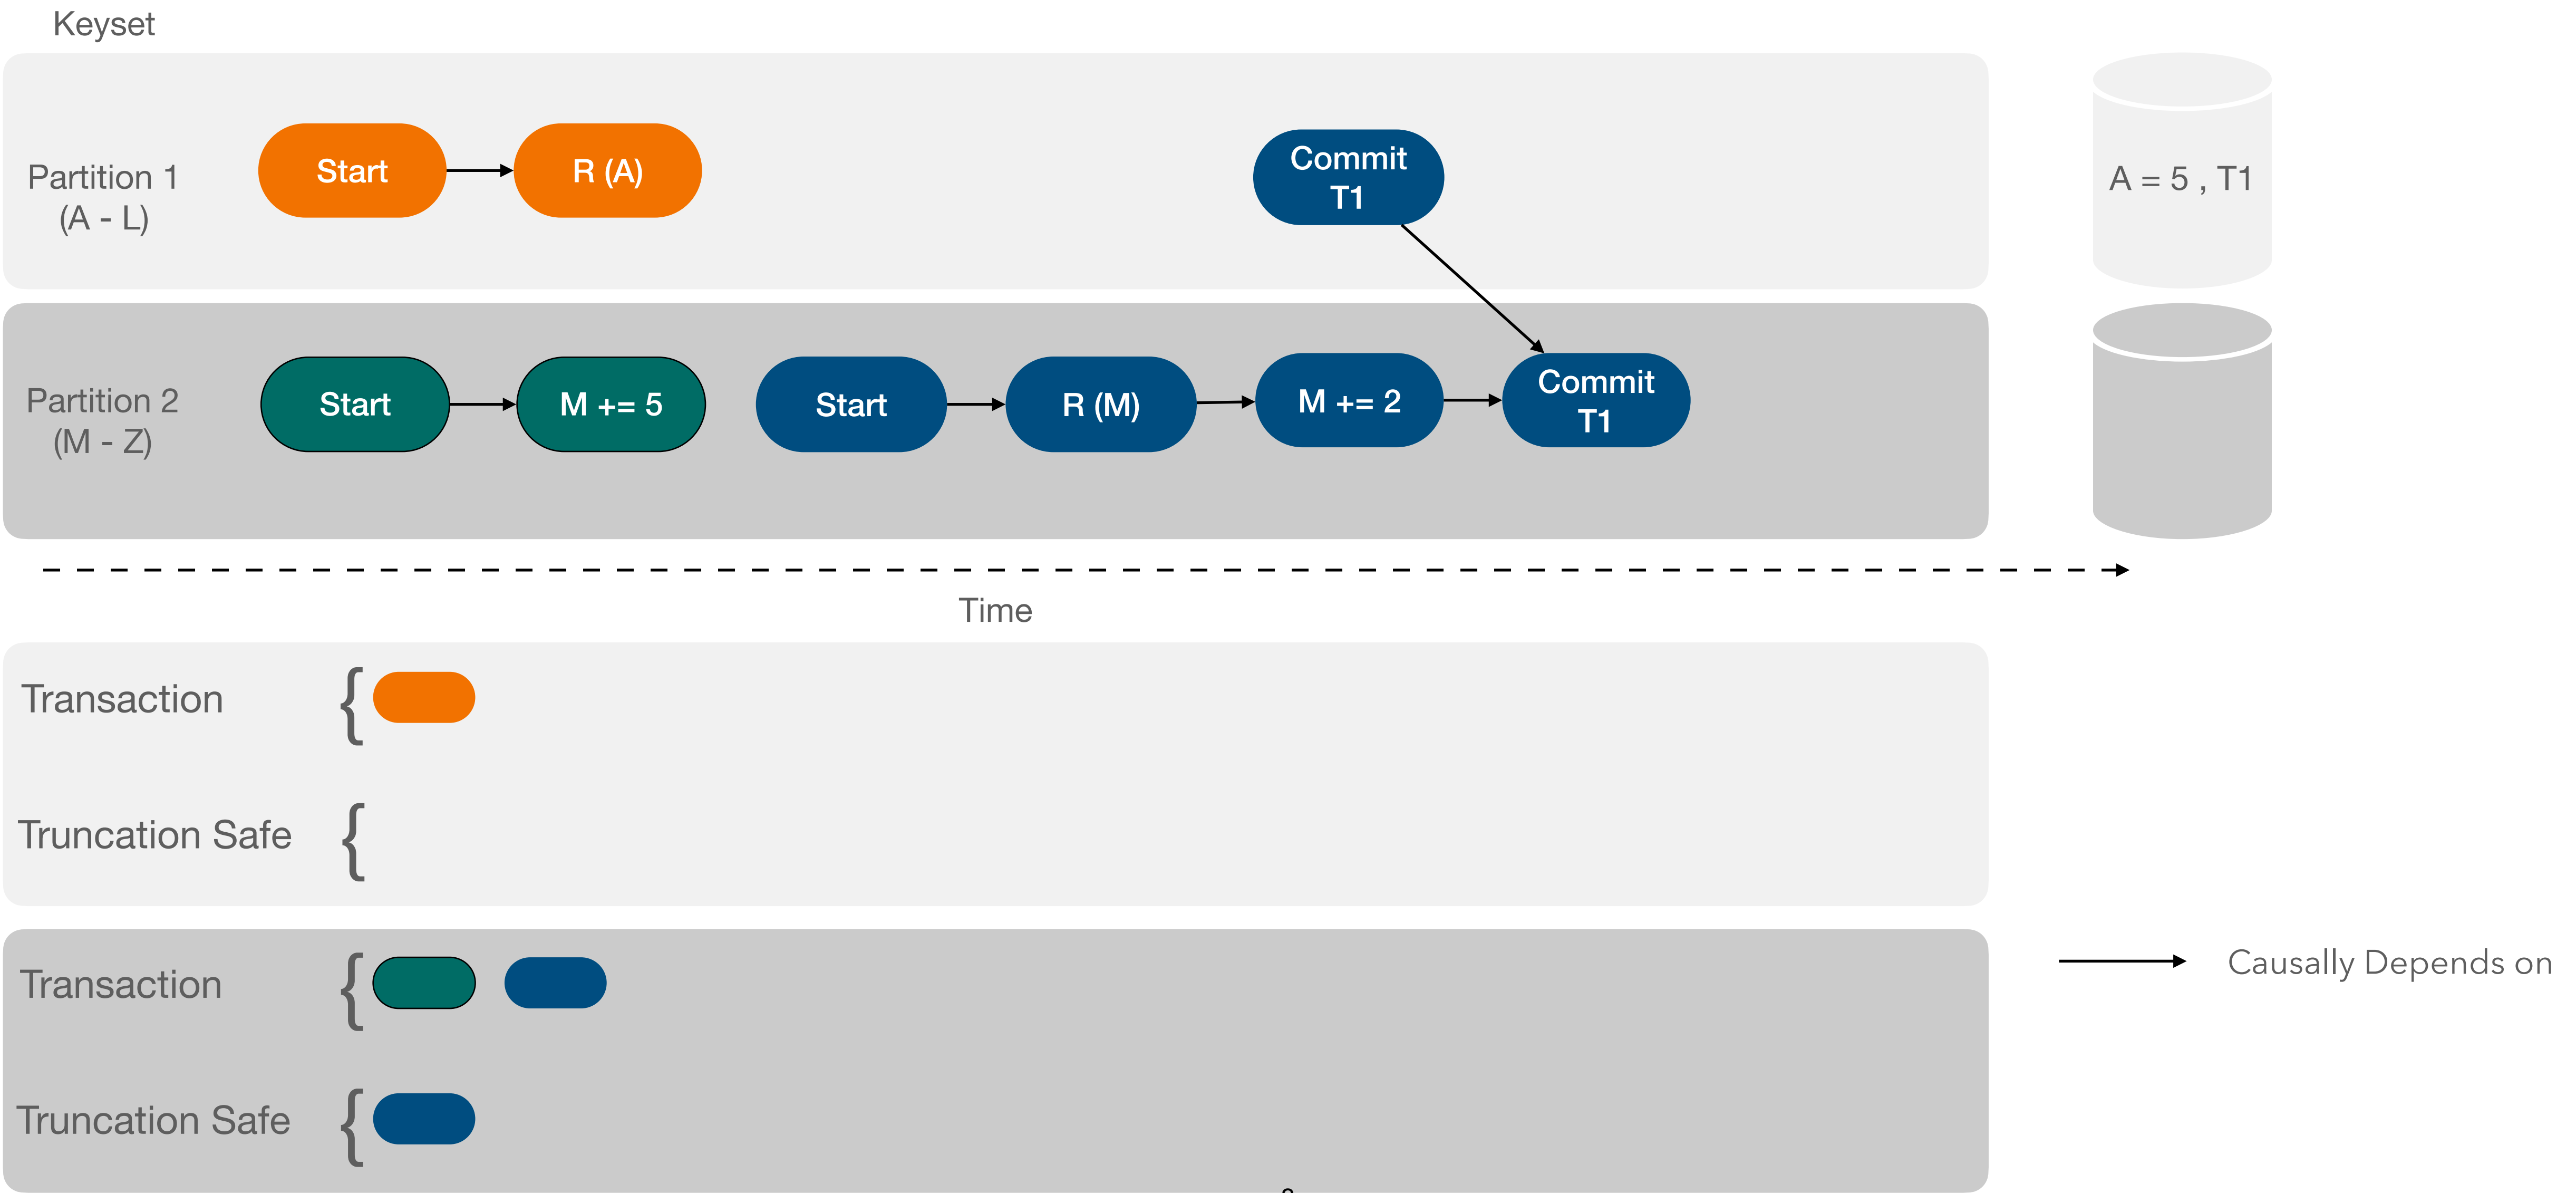 Keyset
Partition 1
(A - L)
Start
R (A)
Commit
T1
A = 5 , T1
Partition 2
(M - Z)
Start
M += 5
Start
R (M)
M += 2
Commit
T1
Time
Transaction
{
Truncation Safe
{
Transaction
{
Causally Depends on
Truncation Safe
{